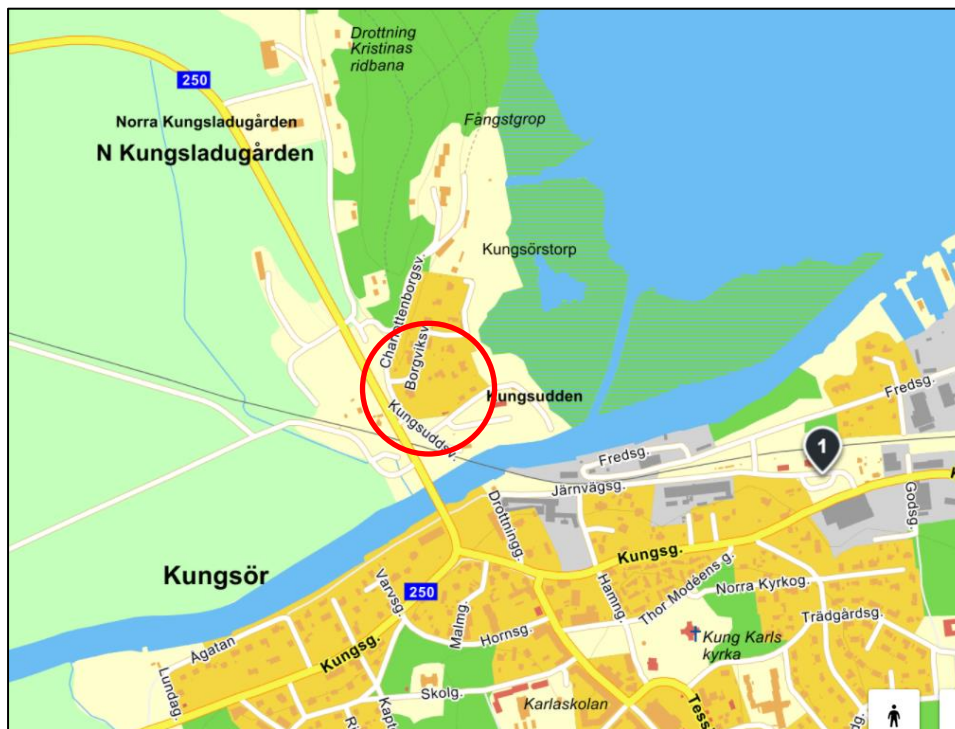 Drottning
Kristinas
ridbana
250
Norra Kungsladugården
N Kungsladugården
Fångstgrop
Kungsörstorp
Charlottenborgsv.
Borgviksv.
Kungsudden
Kungsuddsv.
Fredsg.
Fredsg.
1
Järnvägsg.
Godsg.
Drottningg.
Kungsg.
Kungsör
Hamng.
Thor Modéens g.
Norra Kyrkog.
Varvsg.
250
Malmg.
Trädgårdsg.
Hornsg.
Kung Karls
kyrka
Ågatan
Kungsg.
Lundag.
Skolg.
Karlaskolan